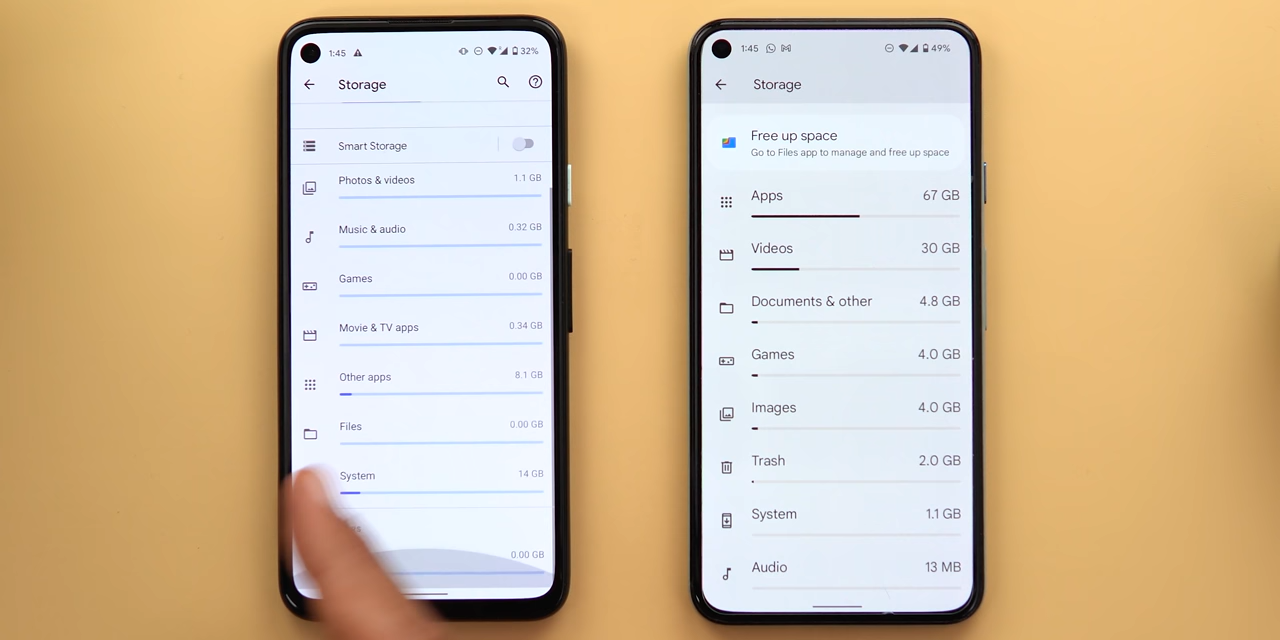 1:45
32%
Storage
Smart Storage
Photos & videos
1.1 GB
Music & audio
0.32 GB
Games
0.00 GB
Movie & TV apps
0.34 GB
Other apps
8.1 GB
Files
0.00 GB
System
14 GB
0.00 GB
1:45
49%
Storage
Free up space
Go to Files app to manage and free up space
Apps
67 GB
Videos
30 GB
Documents & other
4.8 GB
Games
4.0 GB
Images
4.0 GB
Trash
2.0 GB
System
1.1 GB
Audio
13 MB